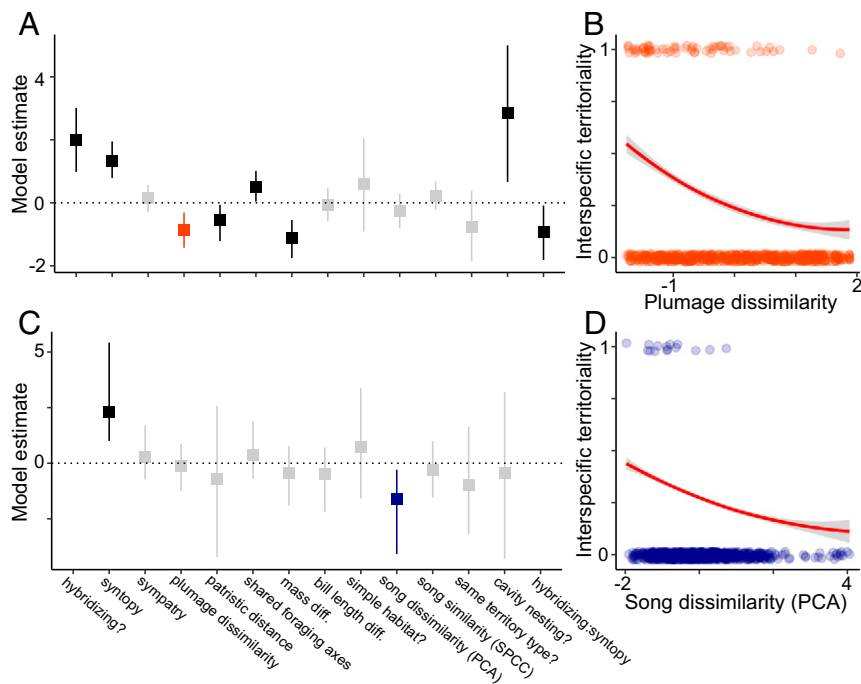 A
Model estimate
4
0
-2
B
Interspecific territoriality
1
0
-1
2
Plumage dissimilarity
C
Model estimate
5
0
hybridizing?
syntopy
sympatry
plumage dissimilarity
patristic distance
shared foraging axes
mass diff.
bill length diff.
simple habitat?
song dissimilarity (PCA)
song similarity (SPCC)
same territory type?
cavity nesting?
hybridizing:syntopy
D
Interspecific territoriality
1
0
-2
4
Song dissimilarity (PCA)